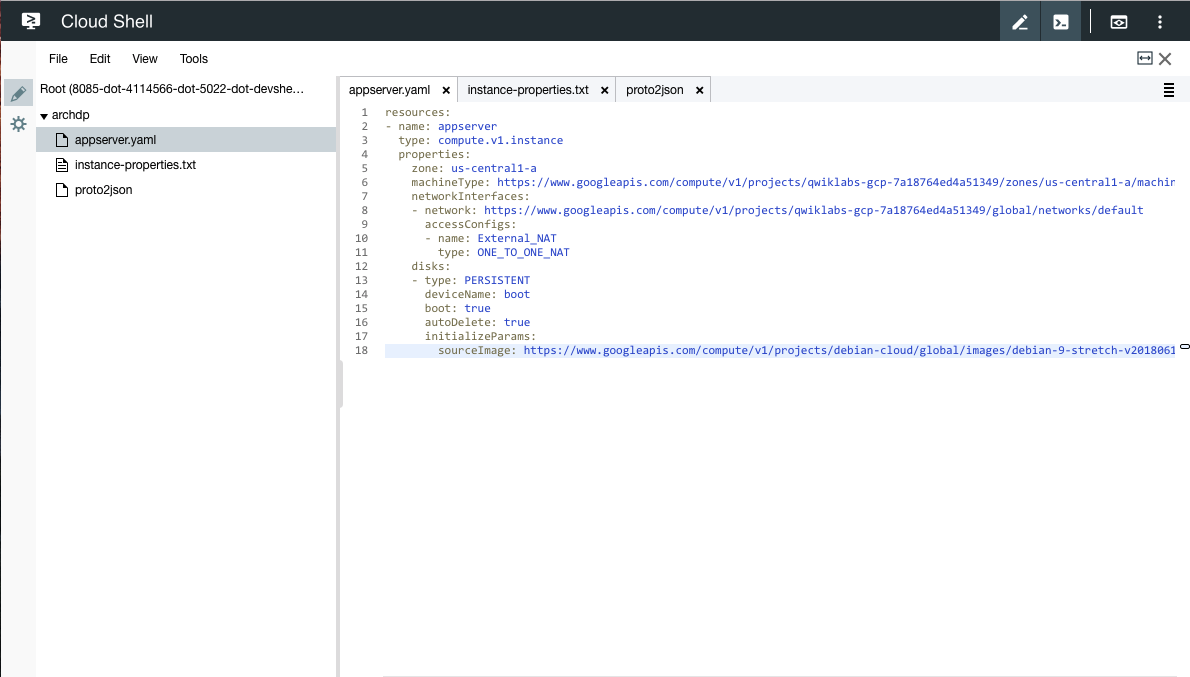 Cloud Shell
File Edit View Tools
Root (8085-dot-4114566-dot-5022-dot-devshe...
archdp
appserver.yaml
instance-properties.txt
proto2json
appserver.yaml × instance-properties.txt × proto2json ×
1 resources:
2 - name: appserver
3   type: compute.v1.instance
4   properties:
5     zone: us-central1-a
6     machineType: https://www.googleapis.com/compute/v1/projects/qwiklabs-gcp-7a18764ed4a51349/zones/us-central1-a/machin
7     networkInterfaces:
8     - network: https://www.googleapis.com/compute/v1/projects/qwiklabs-gcp-7a18764ed4a51349/global/networks/default
9       accessConfigs:
10       - name: External_NAT
11         type: ONE_TO_ONE_NAT
12     disks:
13     - type: PERSISTENT
14       deviceName: boot
15       boot: true
16       autoDelete: true
17       initializeParams:
18         sourceImage: https://www.googleapis.com/compute/v1/projects/debian-cloud/global/images/debian-9-stretch-v2018061